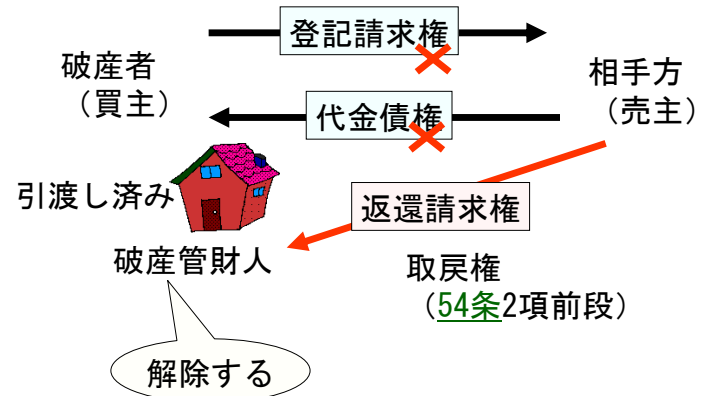 登記請求権
破産者
(買主)
相手方
(売主)
代金債権
引渡し済み
返還請求権
破産管財人
取戻権
(54条2項前段)
解除する